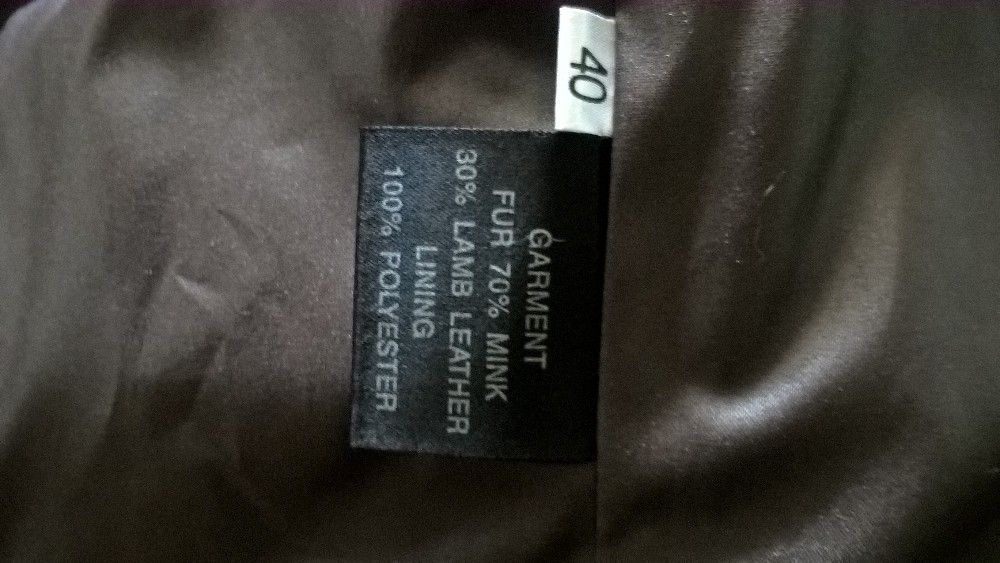 40
GARMENT
FUR 70% MINK
30% LAMB LEATHER
LINING
100% POLYESTER